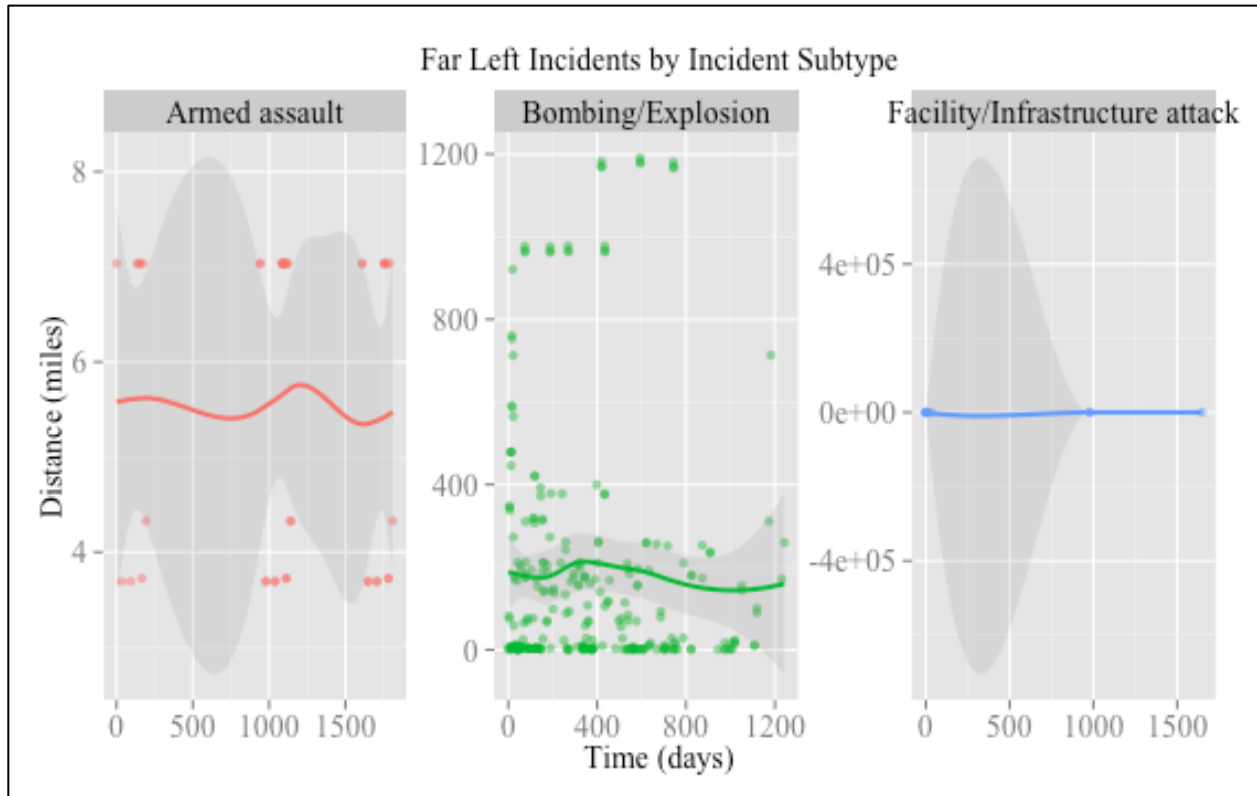 Far Left Incidents by Incident Subtype
Armed assault
Bombing/Explosion
Facility/Infrastructure attack
Distance (miles)
8
6
4
0 500 1000 1500
1200
800
400
0
0 400 800 1200
4e+05
0e+00
-4e+05
0 500 1000 1500
Time (days)